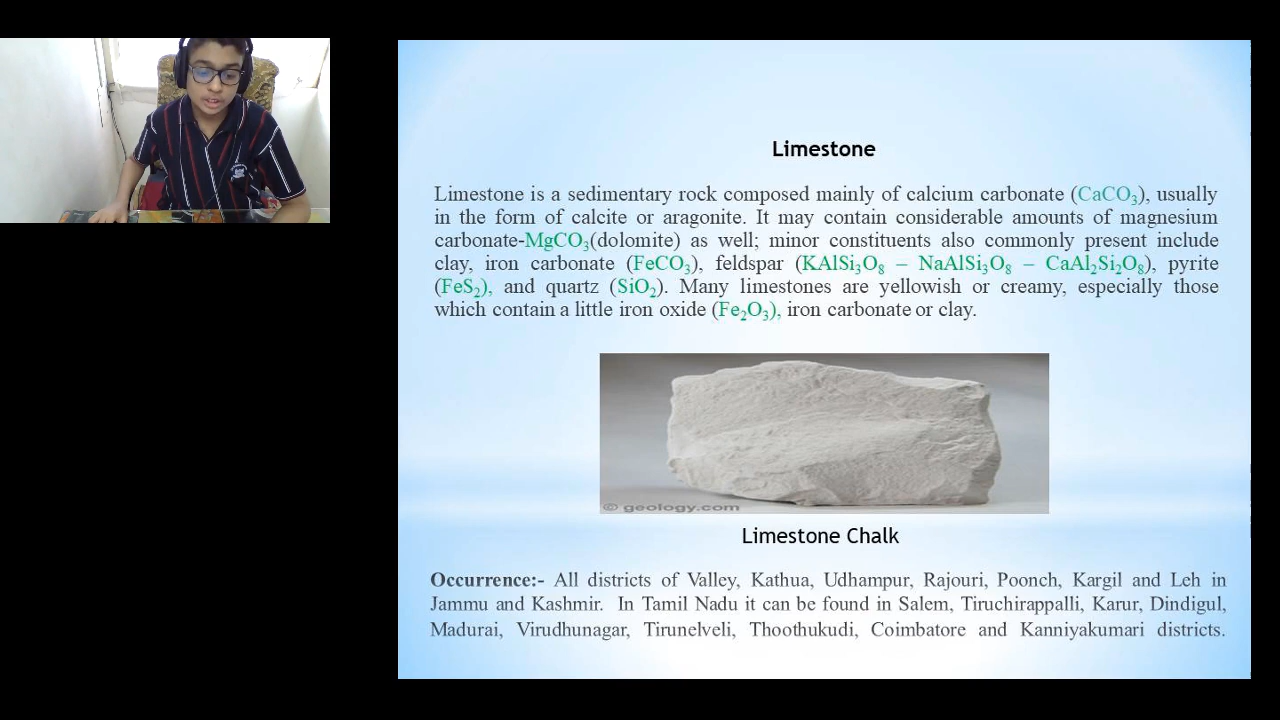 Limestone
Limestone is a sedimentary rock composed mainly of calcium carbonate (CaCO₃), usually
in the form of calcite or aragonite. It may contain considerable amounts of magnesium
carbonate-MgCO₃(dolomite) as well; minor constituents also commonly present include
clay, iron carbonate (FeCO₃), feldspar (KAlSi₃O₈ – NaAlSi₃O₈ – CaAl₂Si₂O₈), pyrite
(FeS₂), and quartz (SiO₂). Many limestones are yellowish or creamy, especially those
which contain a little iron oxide (Fe₂O₃), iron carbonate or clay.
© geology.com
Limestone Chalk
Occurrence:- All districts of Valley, Kathua, Udhampur, Rajouri, Poonch, Kargil and Leh in
Jammu and Kashmir. In Tamil Nadu it can be found in Salem, Tiruchirappalli, Karur, Dindigul,
Madurai, Virudhunagar, Tirunelveli, Thoothukudi, Coimbatore and Kanniyakumari districts.